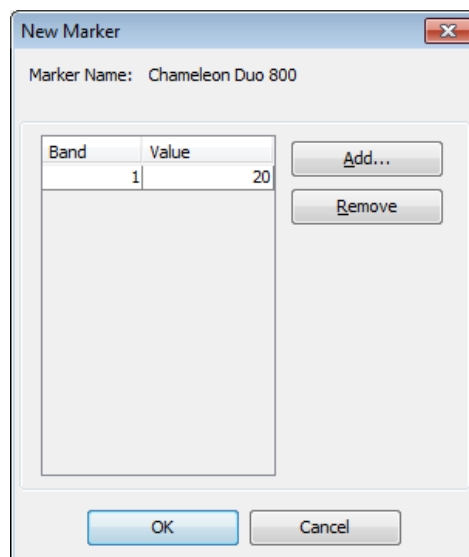 New Marker
Marker Name: Chameleon Duo 800
Band Value
1 20
Add...
Remove
OK Cancel